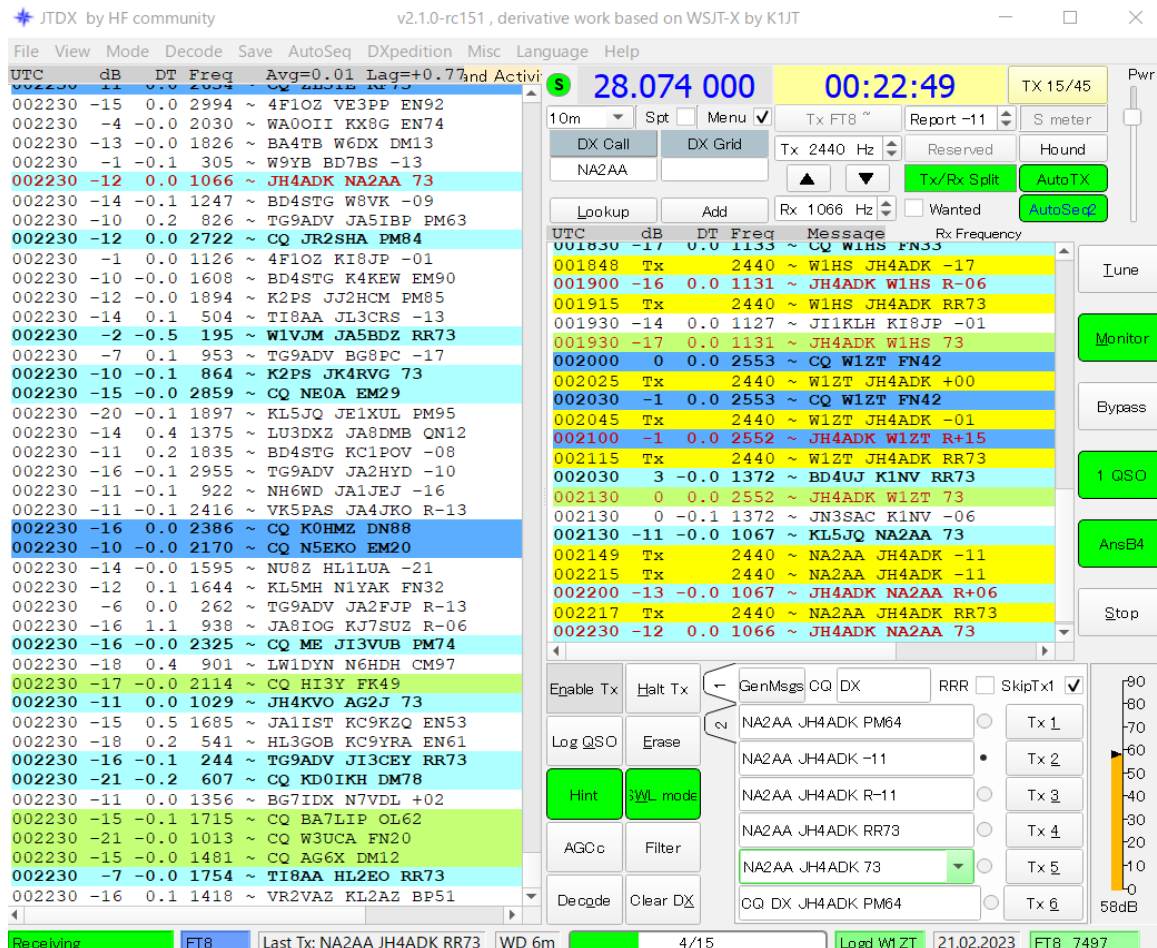 JTDX by HF community v2.1.0-rc151 , derivative work based on WSJT-X by K1JT
File View Mode Decode Save AutoSeq DXpedition Misc Language Help
UTC dB DT Freq Avg=0.01 Lag=+0.77 and Activi
002230 -15 0.0 2994 ~ 4F1OZ VE3PP EN92
002230 -4 -0.0 2030 ~ WA0OII KX8G EN74
002230 -13 -0.0 1826 ~ BA4TB W6DX DM13
002230 -1 -0.1 305 ~ W9YB BD7BS -13
002230 -12 0.0 1066 ~ JH4ADK NA2AA 73
002230 -14 -0.1 1247 ~ BD4STG W8VK -09
002230 -10 0.2 826 ~ TG9ADV JA5IBP PM63
002230 -12 0.0 2722 ~ CQ JR2SHA PM84
002230 -1 0.0 1126 ~ 4F1OZ KI8JP -01
002230 -10 -0.0 1608 ~ BD4STG K4KEW EM90
002230 -12 -0.0 1894 ~ K2PS JJ2HCM PM85
002230 -14 0.1 504 ~ TI8AA JL3CRS -13
002230 -2 -0.5 195 ~ W1VJM JA5BDZ RR73
002230 -7 0.1 953 ~ TG9ADV BG8PC -17
002230 -10 -0.1 864 ~ K2PS JK4RVG 73
002230 -15 -0.0 2859 ~ CQ NE0A EM29
002230 -20 -0.1 1897 ~ KL5JQ JE1XUL PM95
002230 -14 0.4 1375 ~ LU3DXZ JA8DMB QN12
002230 -11 0.2 1835 ~ BD4STG KC1POV -08
002230 -16 -0.1 2955 ~ TG9ADV JA2HYD -10
002230 -11 -0.1 922 ~ NH6WD JA1JEJ -16
002230 -11 -0.1 2416 ~ VK5PAS JA4JKO R-13
002230 -16 0.0 2386 ~ CQ K0HMZ DN88
002230 -10 -0.0 2170 ~ CQ N5EKO EM20
002230 -14 -0.0 1595 ~ NU8Z HL1LUA -21
002230 -12 0.1 1644 ~ KL5MH N1YAK FN32
002230 -6 0.0 262 ~ TG9ADV JA2FJP R-13
002230 -16 1.1 938 ~ JA8IOG KJ7SUZ R-06
002230 -16 -0.0 2325 ~ CQ ME JI3VUB PM74
002230 -18 0.4 901 ~ LW1DYN N6HDH CM97
002230 -17 -0.0 2114 ~ CQ HI3Y FK49
002230 -11 0.0 1029 ~ JH4KVO AG2J 73
002230 -15 0.5 1685 ~ JA1IST KC9KZQ EN53
002230 -18 0.2 541 ~ HL3GOB KC9YRA EN61
002230 -16 -0.1 244 ~ TG9ADV JI3CEY RR73
002230 -21 -0.2 607 ~ CQ KD0IKH DM78
002230 -11 0.0 1356 ~ BG7IDX N7VDL +02
002230 -15 -0.1 1715 ~ CQ BA7LIP OL62
002230 -21 -0.0 1013 ~ CQ W3UCA FN20
002230 -15 -0.0 1481 ~ CQ AG6X DM12
002230 -7 -0.0 1754 ~ TI8AA HL2EO RR73
002230 -16 0.1 1418 ~ VR2VAZ KL2AZ BP51
S 28.074 000 00:22:49 TX 15/45 Pwr
10m Spt Menu Tx FT8 ~ Report -11 S meter
DX Call DX Grid Tx 2440 Hz Reserved Hound
NA2AA Tx/Rx Split AutoTX
Lookup Add Rx 1066 Hz Wanted AutoSeq2
UTC dB DT Freq Message Rx Frequency
001830 -17 0.0 1133 ~ CQ W1HS FN33
001848 Tx 2440 ~ W1HS JH4ADK -17
001900 -16 0.0 1131 ~ JH4ADK W1HS R-06
001915 Tx 2440 ~ W1HS JH4ADK RR73
001930 -14 0.0 1127 ~ JI1KLH KI8JP -01
001930 -17 0.0 1131 ~ JH4ADK W1HS 73
002000 0 0.0 2553 ~ CQ W1ZT FN42
002025 Tx 2440 ~ W1ZT JH4ADK +00
002030 -1 0.0 2553 ~ CQ W1ZT FN42
002045 Tx 2440 ~ W1ZT JH4ADK -01
002100 -1 0.0 2552 ~ JH4ADK W1ZT R+15
002115 Tx 2440 ~ W1ZT JH4ADK RR73
002030 3 -0.0 1372 ~ BD4UJ K1NV RR73
002130 0 0.0 2552 ~ JH4ADK W1ZT 73
002130 0 -0.1 1372 ~ JN3SAC K1NV -06
002130 -11 -0.0 1067 ~ KL5JQ NA2AA 73
002149 Tx 2440 ~ NA2AA JH4ADK -11
002215 Tx 2440 ~ NA2AA JH4ADK -11
002200 -13 -0.0 1067 ~ JH4ADK NA2AA R+06
002217 Tx 2440 ~ NA2AA JH4ADK RR73
002230 -12 0.0 1066 ~ JH4ADK NA2AA 73
Tune
Monitor
Bypass
1 QSO
AnsB4
Stop
Enable Tx Halt Tx 1 GenMsgs CQ DX RRR SkipTx1
2 NA2AA JH4ADK PM64 Tx 1
Log QSO Erase
NA2AA JH4ADK -11 Tx 2
Hint SWL mode NA2AA JH4ADK R-11 Tx 3
NA2AA JH4ADK RR73 Tx 4
AGCc Filter
NA2AA JH4ADK 73 Tx 5
Decode Clear DX CQ DX JH4ADK PM64 Tx 6
90
80
70
60
50
40
30
20
10
0
58dB
Receiving FT8 Last Tx: NA2AA JH4ADK RR73 WD 6m 4/15 Logd W1ZT 21.02.2023 FT8 7497